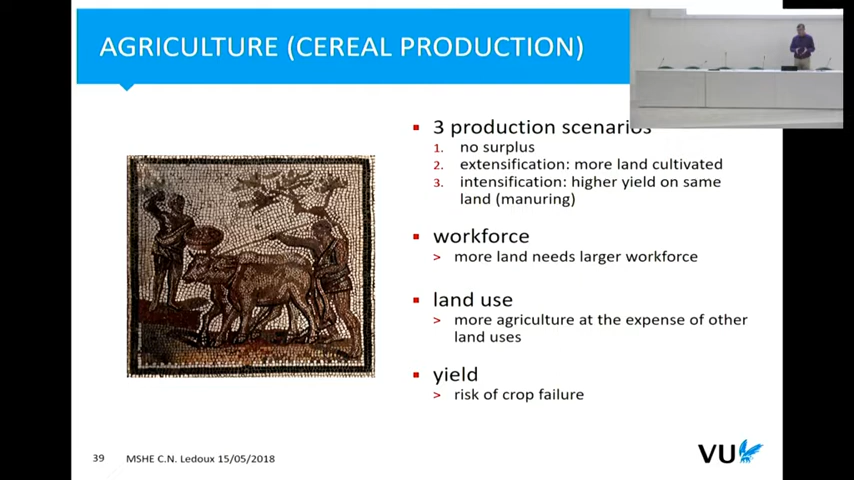 AGRICULTURE (CEREAL PRODUCTION)
3 production scenarios
1. no surplus
2. extensification: more land cultivated
3. intensification: higher yield on same
land (manuring)
workforce
> more land needs larger workforce
land use
> more agriculture at the expense of other
land uses
yield
> risk of crop failure
39 MSHE C.N. Ledoux 15/05/2018
VU